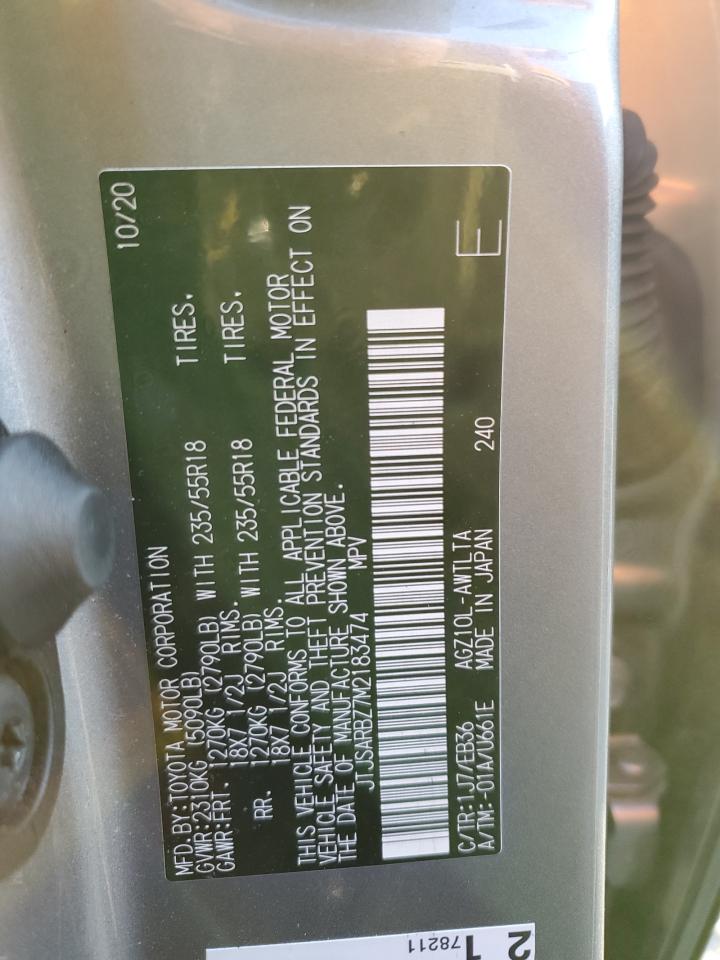 MFD.BY:TOYOTA MOTOR CORPORATION 10/20
GVWR:2310KG (5090LB)
GAWR:FRT. 1270KG (2790LB) WITH 235/55R18 TIRES.
18X7 1/2J RIMS.
RR. 1270KG (2790LB) WITH 235/55R18 TIRES.
18X7 1/2J RIMS.
THIS VEHICLE CONFORMS TO ALL APPLICABLE FEDERAL MOTOR
VEHICLE SAFETY AND THEFT PREVENTION STANDARDS IN EFFECT ON
THE DATE OF MANUFACTURE SHOWN ABOVE.
JTJSARBZ7M2183474 MPV
C/TR:1J7/EB36 AGZ10L-AWTLTA
A/TM:-01A/U661E MADE IN JAPAN 240 E
21
78211